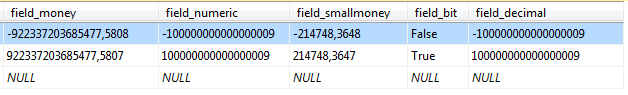 field_money field_numeric field_smallmoney field_bit field_decimal
-922337203685477,5808 -100000000000000009 -214748,3648 False -100000000000000009
922337203685477,5807 100000000000000009 214748,3647 True 100000000000000009
NULL NULL NULL NULL NULL